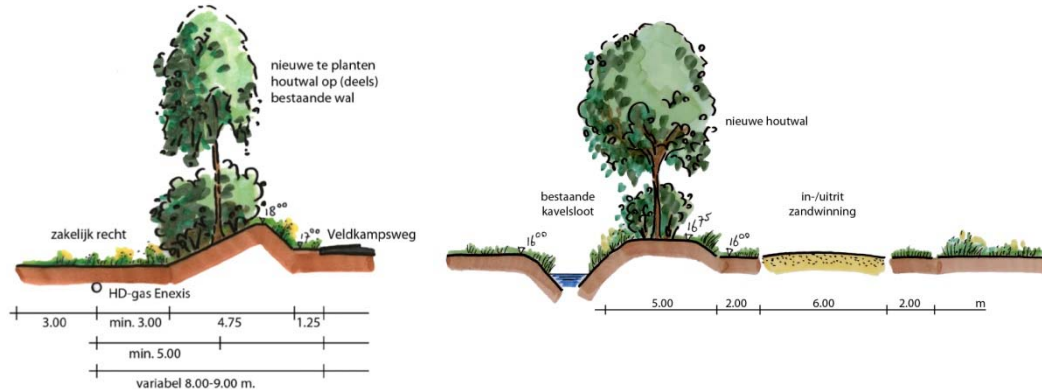 nieuwe te planten
houtwal op (deels)
bestaande wal
18⁰⁰
17⁰⁰
zakelijk recht
Veldkampsweg
HD-gas Enexis
3.00 min. 3.00 4.75 1.25
min. 5.00
variabel 8.00-9.00 m.
nieuwe houtwal
bestaande
kavelsloot
in-/uitrit
zandwinning
16⁰⁰
16⁷⁵
16⁰⁰
5.00 2.00 6.00 2.00 m